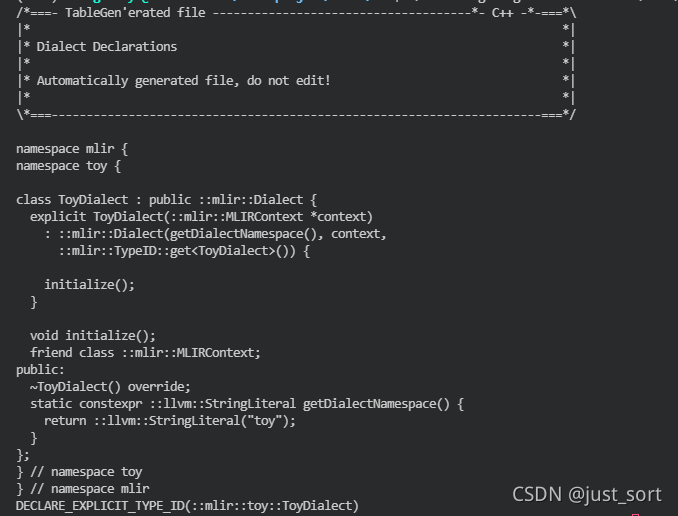 /*===- TableGen'erated file -------------------------------------*- C++ -*-===*\
|*                                                                            *|
|* Dialect Declarations                                                       *|
|*                                                                            *|
|* Automatically generated file, do not edit!                                 *|
|*                                                                            *|
\*===----------------------------------------------------------------------===*/

namespace mlir {
namespace toy {

class ToyDialect : public ::mlir::Dialect {
  explicit ToyDialect(::mlir::MLIRContext *context)
    : ::mlir::Dialect(getDialectNamespace(), context,
      ::mlir::TypeID::get<ToyDialect>()) {

    initialize();
  }

  void initialize();
  friend class ::mlir::MLIRContext;
public:
  ~ToyDialect() override;
  static constexpr ::llvm::StringLiteral getDialectNamespace() {
    return ::llvm::StringLiteral("toy");
  }
};
} // namespace toy
} // namespace mlir
DECLARE_EXPLICIT_TYPE_ID(::mlir::toy::ToyDialect)
CSDN @just_sort